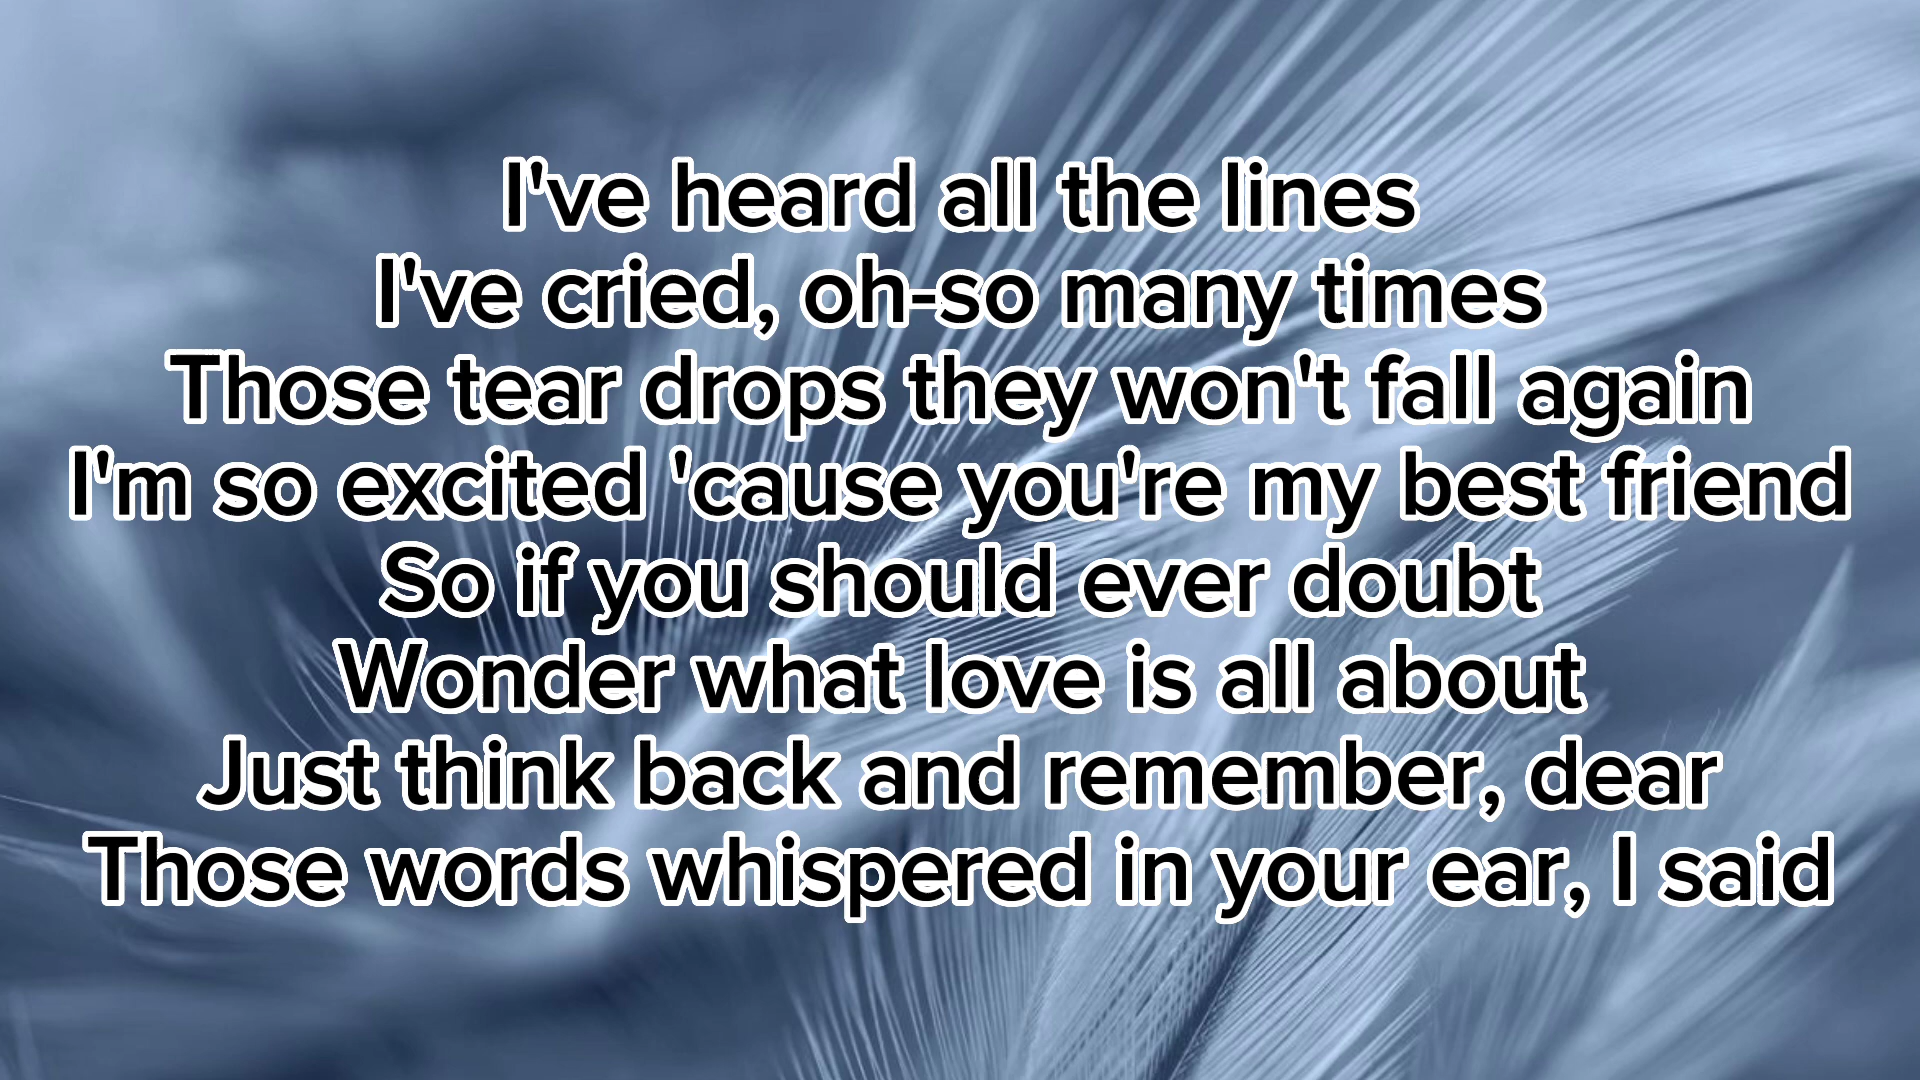 I've heard all the lines
I've cried, oh-so many times
Those tear drops they won't fall again
I'm so excited 'cause you're my best friend
So if you should ever doubt
Wonder what love is all about
Just think back and remember, dear
Those words whispered in your ear, I said